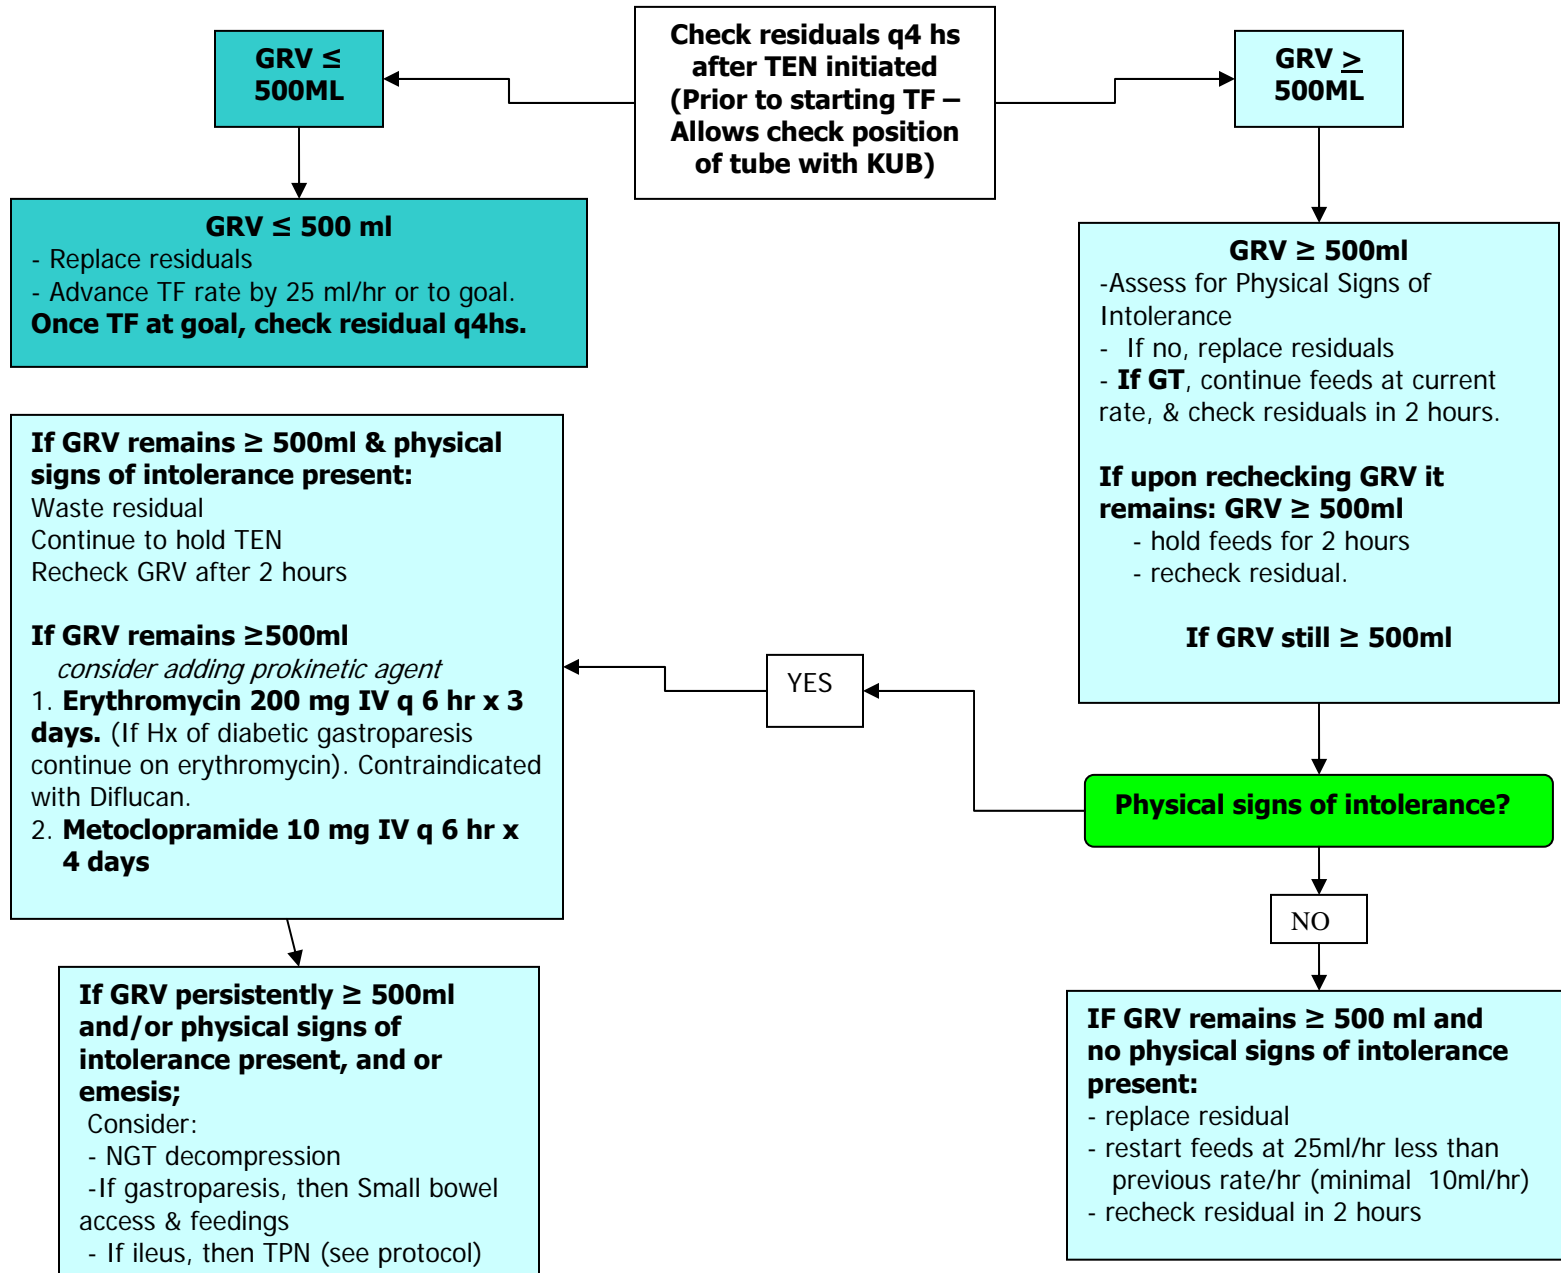 GRV ≤
500ML
Check residuals q4 hs
after TEN initiated
(Prior to starting TF –
Allows check position
of tube with KUB)
GRV ≥
500ML
GRV ≤ 500 ml
- Replace residuals
- Advance TF rate by 25 ml/hr or to goal.
Once TF at goal, check residual q4hs.
GRV ≥ 500ml
-Assess for Physical Signs of
Intolerance
- If no, replace residuals
- If GT, continue feeds at current
rate, & check residuals in 2 hours.
If upon rechecking GRV it
remains: GRV ≥ 500ml
- hold feeds for 2 hours
- recheck residual.
If GRV still ≥ 500ml
Physical signs of intolerance?
YES
If GRV remains ≥ 500ml & physical
signs of intolerance present:
Waste residual
Continue to hold TEN
Recheck GRV after 2 hours
If GRV remains ≥500ml
consider adding prokinetic agent
1. Erythromycin 200 mg IV q 6 hr x 3
days. (If Hx of diabetic gastroparesis
continue on erythromycin). Contraindicated
with Diflucan.
2. Metoclopramide 10 mg IV q 6 hr x
4 days
If GRV persistently ≥ 500ml
and/or physical signs of
intolerance present, and or
emesis;
Consider:
- NGT decompression
-If gastroparesis, then Small bowel
access & feedings
- If ileus, then TPN (see protocol)
NO
IF GRV remains ≥ 500 ml and
no physical signs of intolerance
present:
- replace residual
- restart feeds at 25ml/hr less than
previous rate/hr (minimal 10ml/hr)
- recheck residual in 2 hours